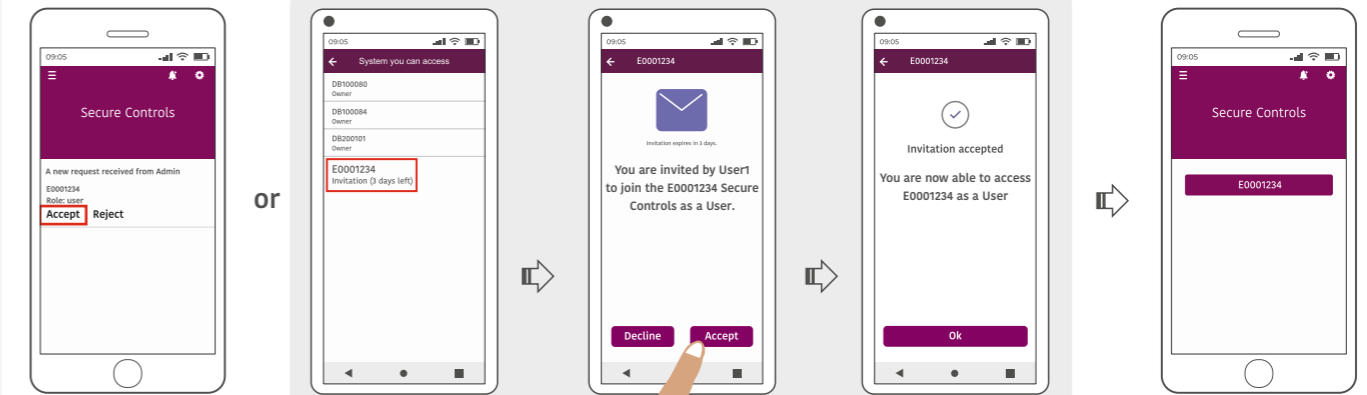 09:05
Secure Controls
A new request received from Admin
E0001234
Role: user
Accept Reject
or
09:05
System you can access
DB100080
Owner
DB100084
Owner
DB200101
Owner
E0001234
Invitation (3 days left)
09:05
E0001234
Invitation expires in 3 days.
You are invited by User1
to join the E0001234 Secure
Controls as a User.
Decline Accept
09:05
E0001234
Invitation accepted
You are now able to access
E0001234 as a User
Ok
09:05
Secure Controls
E0001234